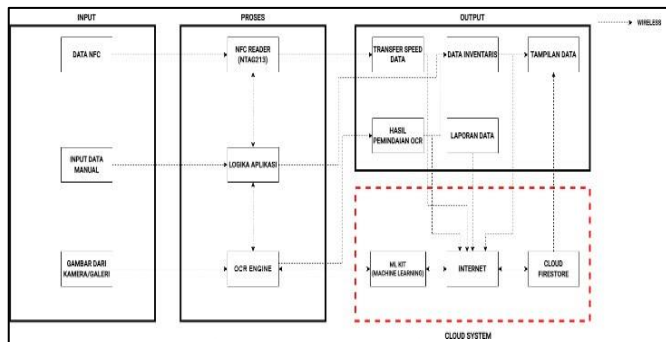 INPUT
PROSES
OUTPUT
WIRELESS
DATA NFC
NFC READER
(NTAG213)
TRANSFER SPEED
DATA
DATA INVENTARIS
TAMPILAN DATA
HASIL
PEMINDAIAN OCR
LAPORAN DATA
INPUT DATA
MANUAL
LOGIKA APLIKASI
GAMBAR DARI
KAMERA/GALERI
OCR ENGINE
ML KIT
(MACHINE LEARNING)
INTERNET
CLOUD
FIRESTORE
CLOUD SYSTEM